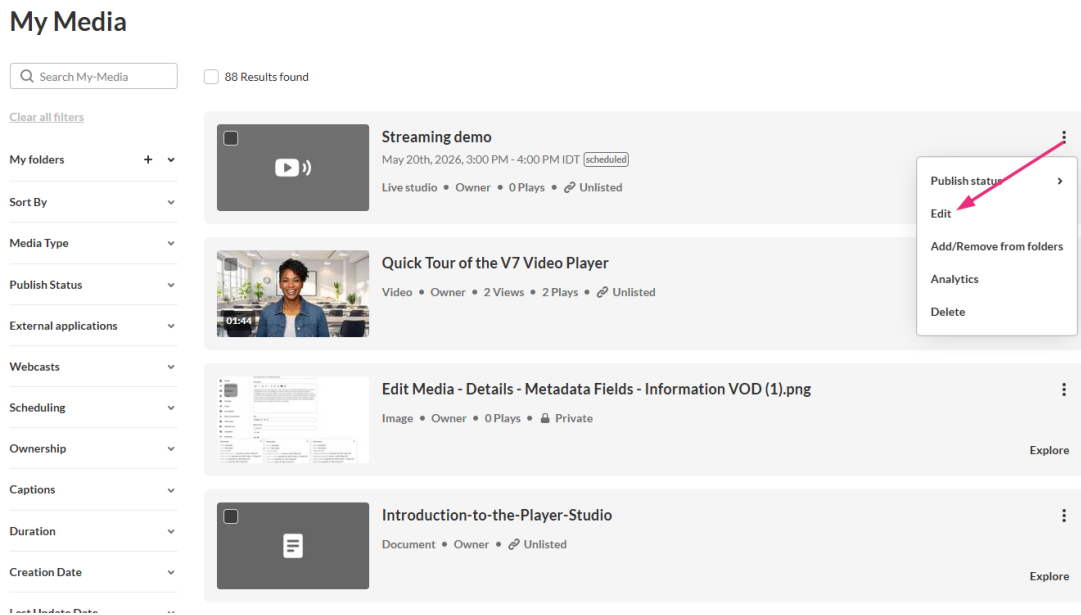 My Media
Search My-Media
88 Results found
Clear all filters
My folders
Sort By
Media Type
Publish Status
External applications
Webcasts
Scheduling
Ownership
Captions
Duration
Creation Date
Last Update Date
Streaming demo
May 20th, 2026, 3:00 PM - 4:00 PM IDT scheduled
Live studio • Owner • 0 Plays • Unlisted
Publish status
Edit
Add/Remove from folders
Analytics
Delete
01:44
Quick Tour of the V7 Video Player
Video • Owner • 2 Views • 2 Plays • Unlisted
Edit Media - Details - Metadata Fields - Information VOD (1).png
Image • Owner • 0 Plays • Private
Explore
Introduction-to-the-Player-Studio
Document • Owner • Unlisted
Explore